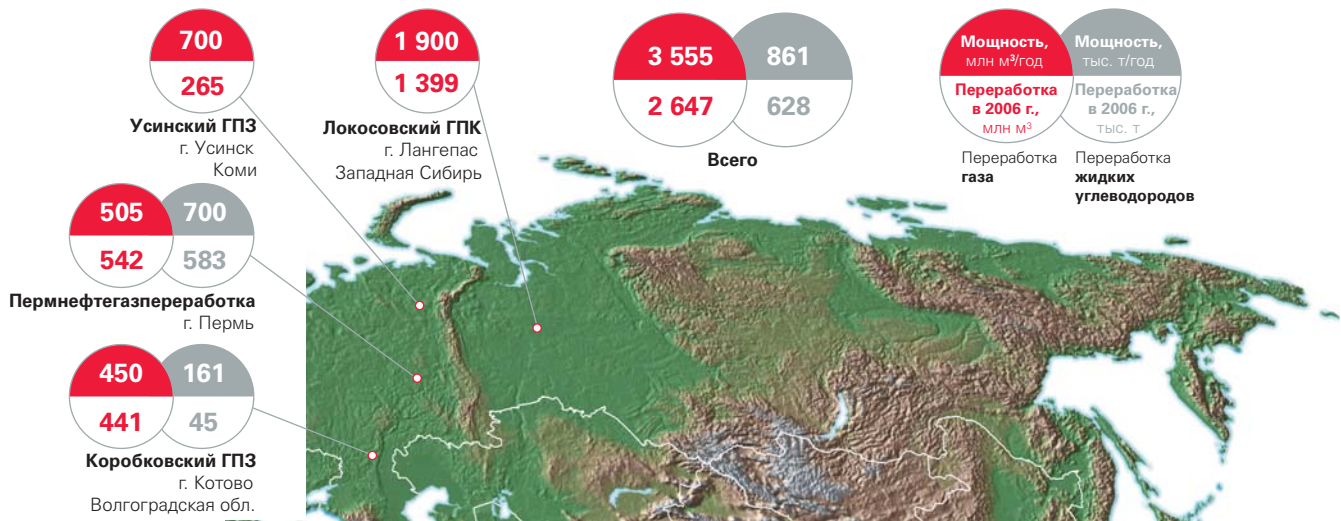 700
265
Усинский ГПЗ
г. Усинск
Коми
1 900
1 399
Локосовский ГПК
г. Лангепас
Западная Сибирь
3 555 861
2 647 628
Всего
Мощность,
млн м³/год
Переработка
в 2006 г.,
млн м³
Переработка
газа
Мощность,
тыс. т/год
Переработка
в 2006 г.,
тыс. т
Переработка
жидких
углеводородов
505 700
542 583
Пермнефтегазпереработка
г. Пермь
450 161
441 45
Коробковский ГПЗ
г. Котово
Волгоградская обл.